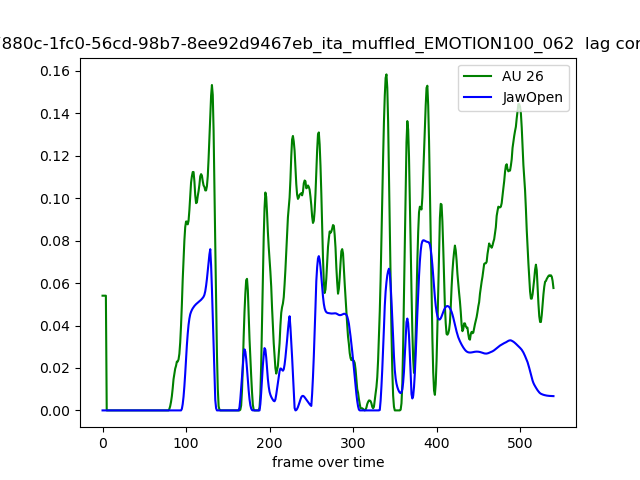 880c-1fc0-56cd-98b7-8ee92d9467eb_ita_muffled_EMOTION100_062 lag
AU 26
JawOpen
0.16
0.14
0.12
0.10
0.08
0.06
0.04
0.02
0.00
0 100 200 300 400 500
frame over time